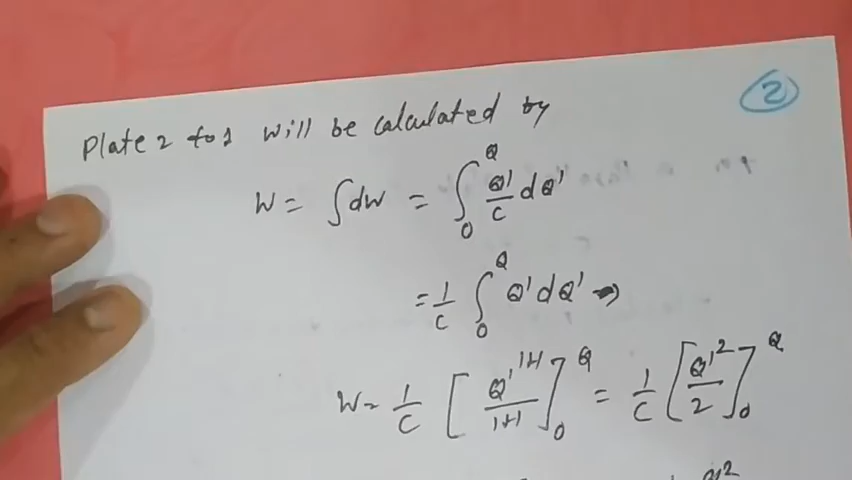 2
Plate 2 to 1 will be calculated by
W = ∫dW = ∫₀^Q Q'/C dQ'
= 1/C ∫₀^Q Q' dQ' ⇒
W = 1/C [Q'^1+1/1+1]₀^Q = 1/C [Q'²/2]₀^Q